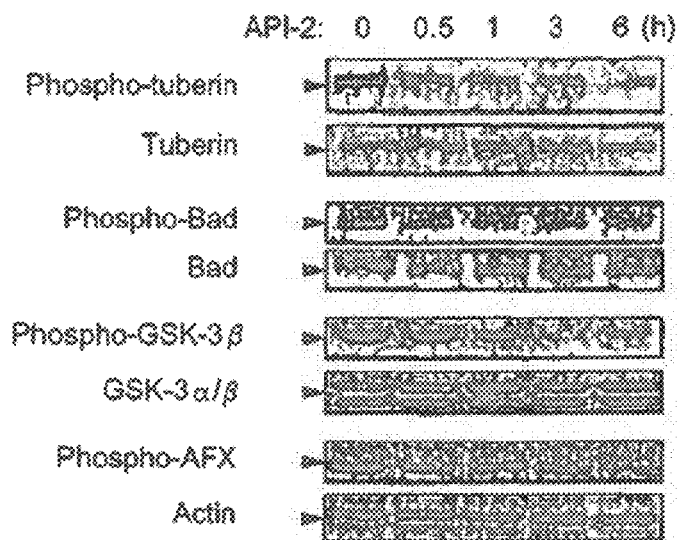 API-2: 0 0.5 1 3 6 (h)
Phospho-tuberin
Tuberin
Phospho-Bad
Bad
Phospho-GSK-3β
GSK-3α/β
Phospho-AFX
Actin